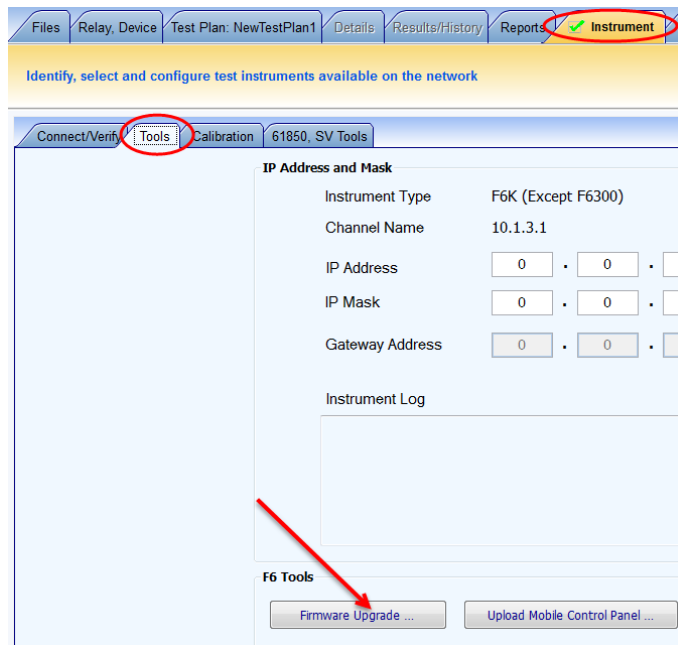 Files Relay, Device Test Plan: NewTestPlan1 Details Results/History Reports Instrument
Identify, select and configure test instruments available on the network
Connect/Verify Tools Calibration 61850, SV Tools
IP Address and Mask
Instrument Type F6K (Except F6300)
Channel Name 10.1.3.1
IP Address 0 . 0 .
IP Mask 0 . 0 .
Gateway Address 0 . 0 .
Instrument Log
F6 Tools
Firmware Upgrade ... Upload Mobile Control Panel ...